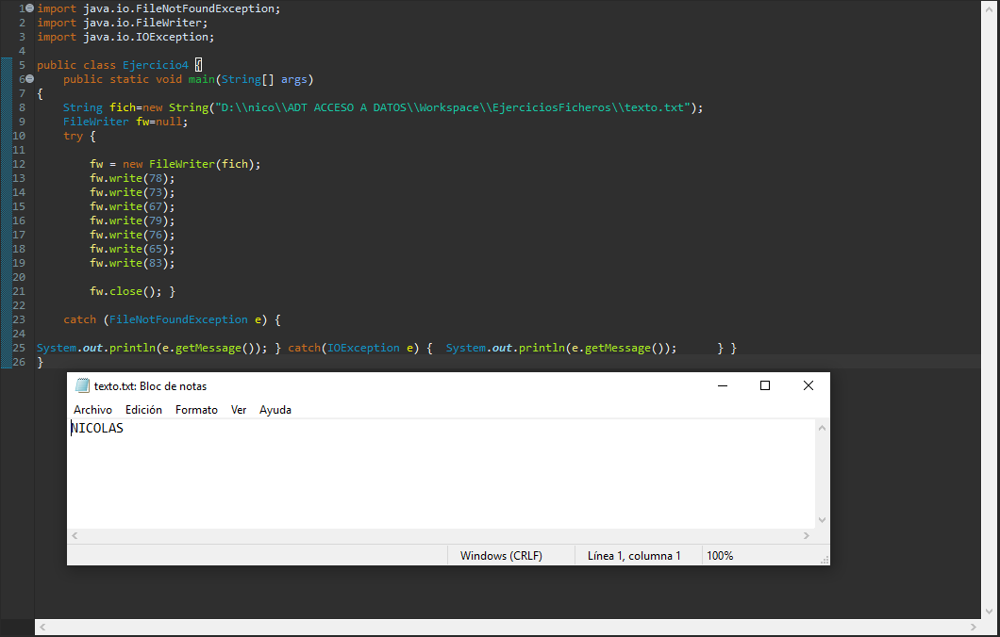 1 import java.io.FileNotFoundException;
2 import java.io.FileWriter;
3 import java.io.IOException;
4
5 public class Ejercicio4 {
6     public static void main(String[] args)
7 {
8     String fich=new String("D:\\nico\\ADT ACCESO A DATOS\\Workspace\\EjerciciosFicheros\\texto.txt");
9     FileWriter fw=null;
10     try {
11
12         fw = new FileWriter(fich);
13         fw.write(78);
14         fw.write(73);
15         fw.write(67);
16         fw.write(79);
17         fw.write(76);
18         fw.write(65);
19         fw.write(83);
20
21         fw.close(); }
22
23     catch (FileNotFoundException e) {
24
25 System.out.println(e.getMessage()); } catch(IOException e) {  System.out.println(e.getMessage());      } }
26 }
texto.txt: Bloc de notas
Archivo Edición Formato Ver Ayuda
NICOLAS
Windows (CRLF) Línea 1, columna 1 100%